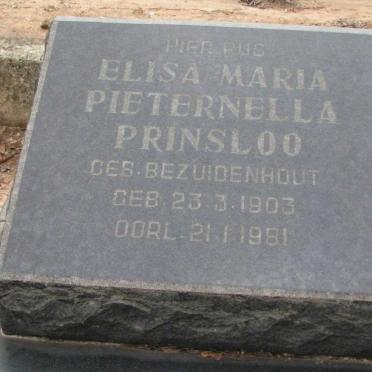 HIER RUS
ELISA MARIA
PIETERNELLA
PRINSLOO
GEB. BEZUIDENHOUT
GEB. 23.3.1903
OORL. 21.1.1981